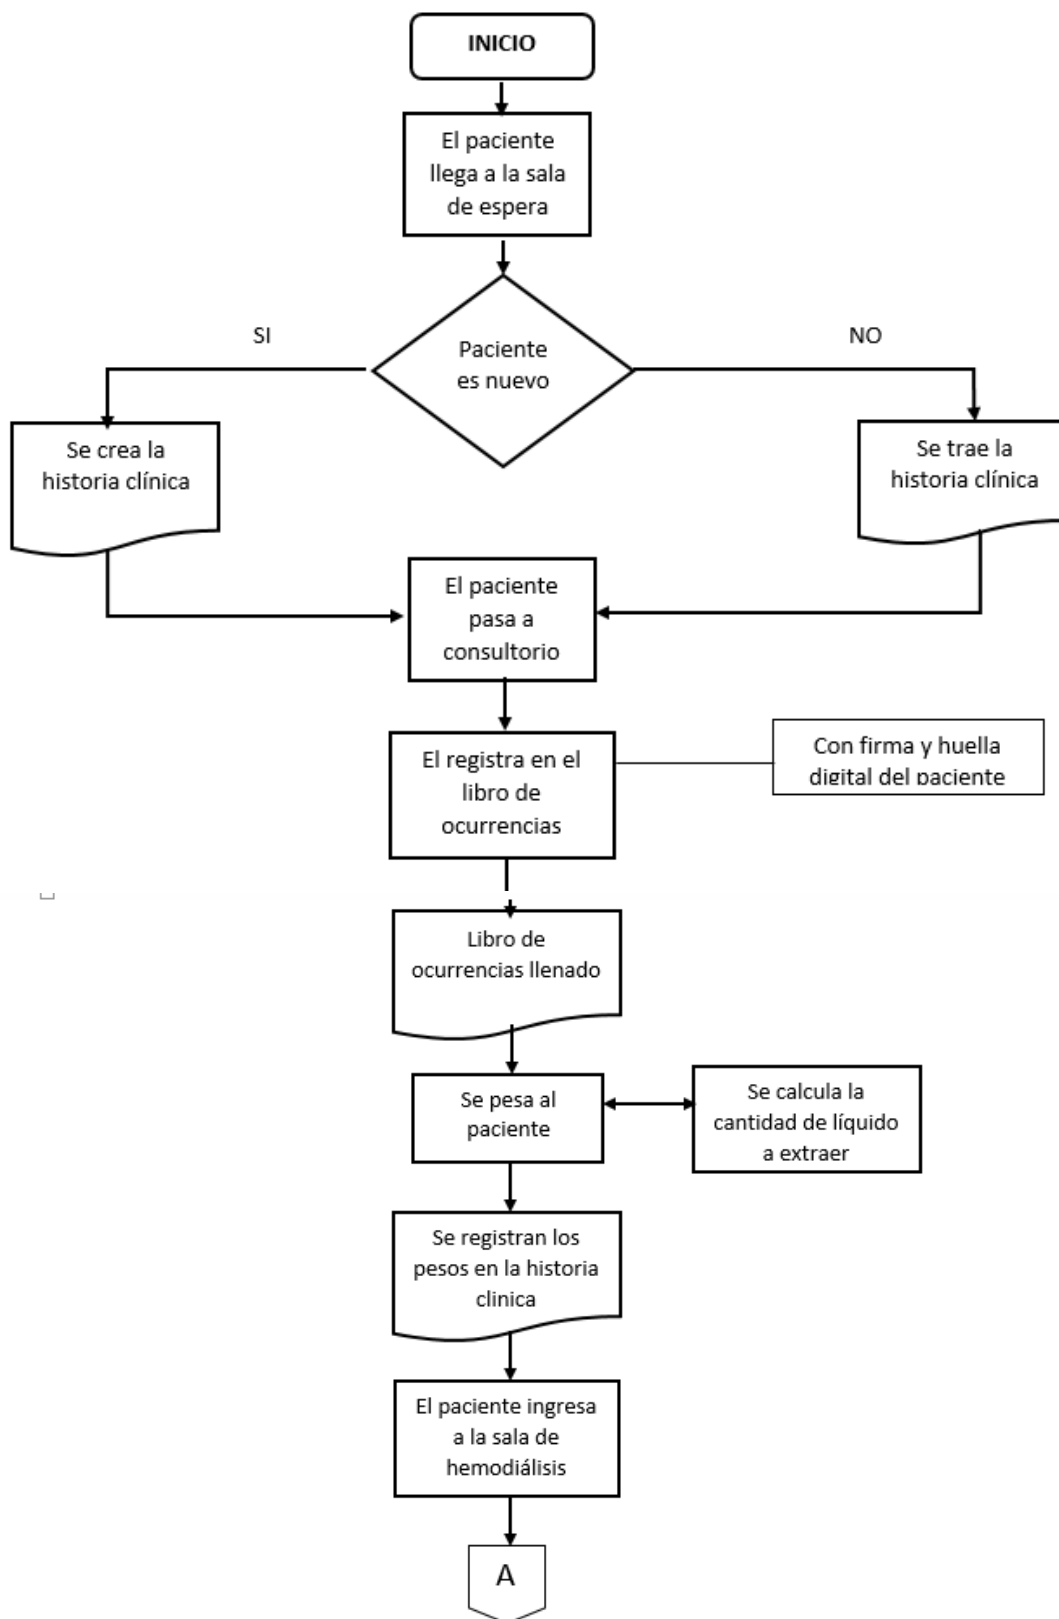 INICIO
El paciente
llega a la sala
de espera
SI
NO
Paciente
es nuevo
Se crea la
historia clínica
Se trae la
historia clínica
El paciente
pasa a
consultorio
El registra en el
libro de
ocurrencias
Con firma y huella
digital del paciente
Libro de
ocurrencias llenado
Se pesa al
paciente
Se calcula la
cantidad de líquido
a extraer
Se registran los
pesos en la historia
clinica
El paciente ingresa
a la sala de
hemodiálisis
A